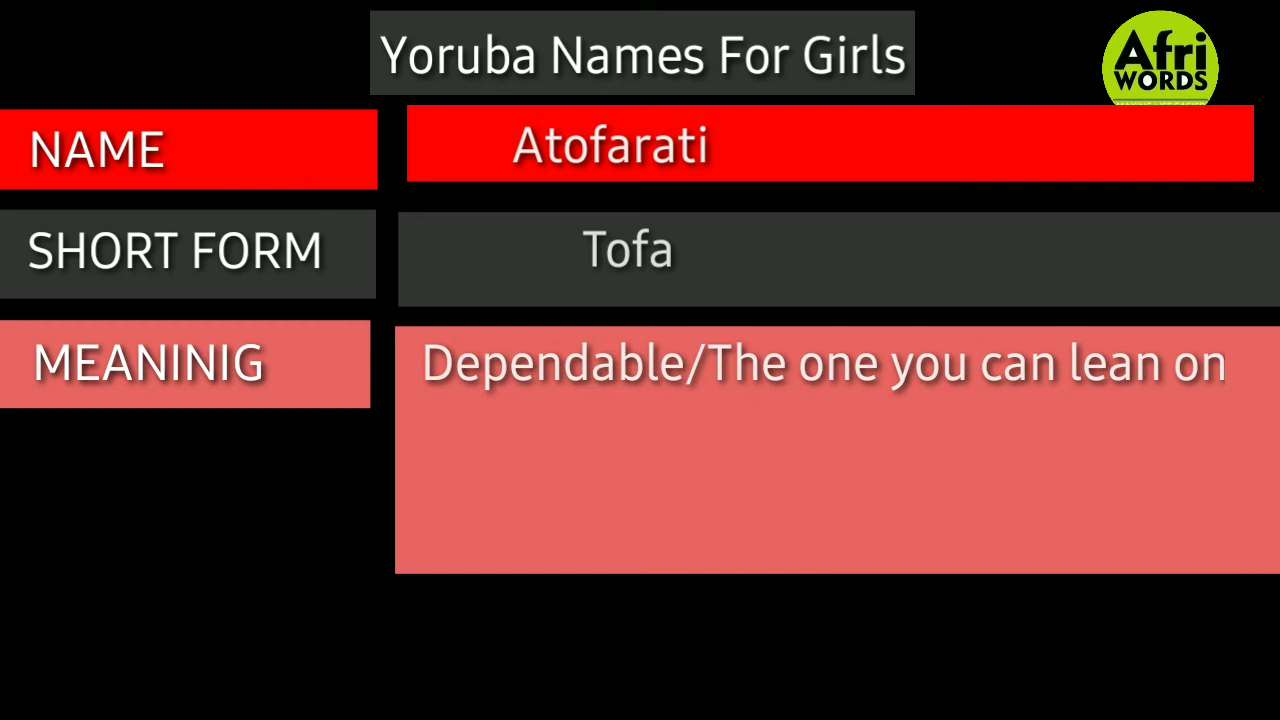 Yoruba Names For Girls
Afri
WORDS
NAME
Atofarati
SHORT FORM
Tofa
MEANINIG
Dependable/The one you can lean on